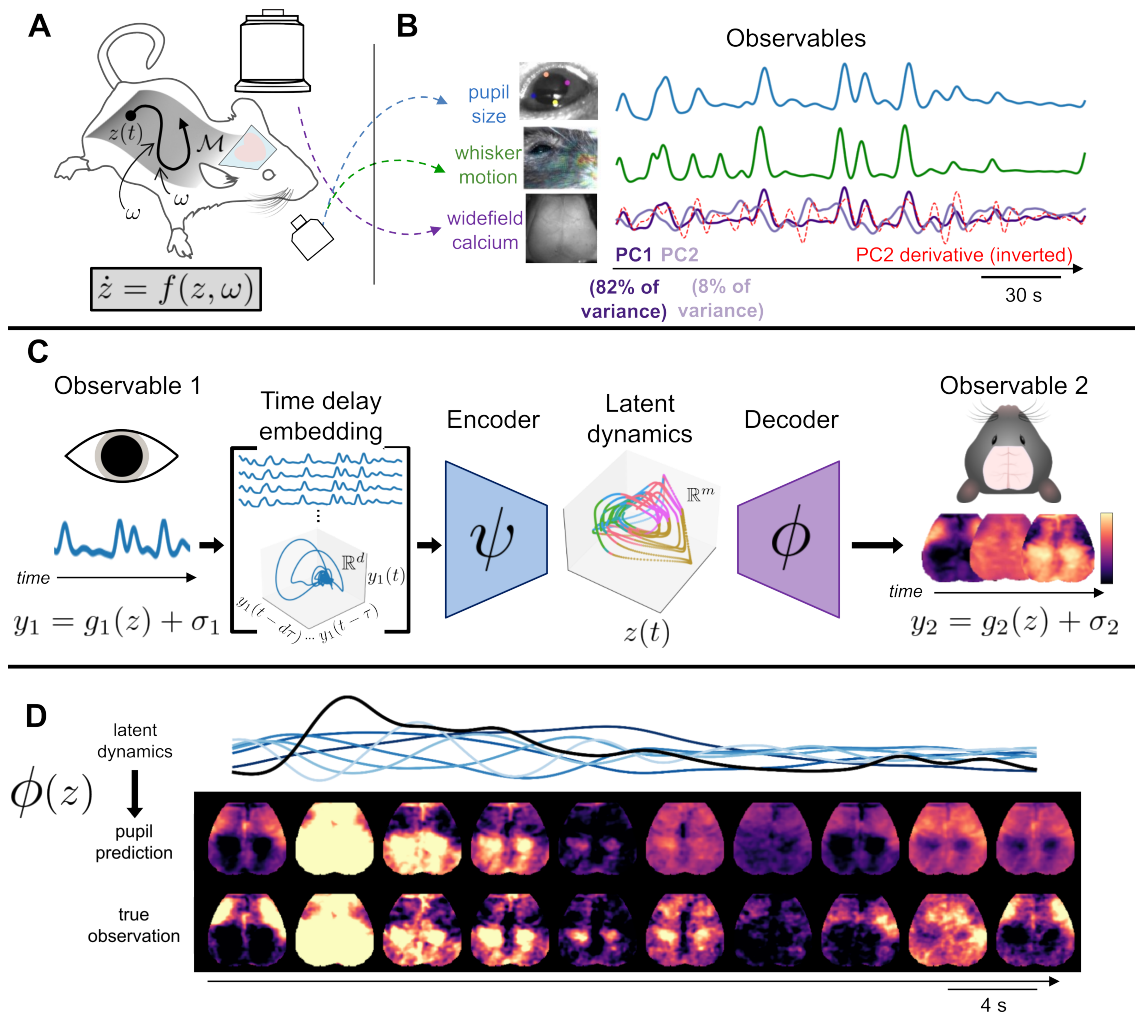 A
z(t)
M
ω
ω
ż = f(z, ω)
B
Observables
pupil
size
whisker
motion
widefield
calcium
PC1 PC2
PC2 derivative (inverted)
(82% of
variance)
(8% of
variance)
30 s
C
Observable 1
Time delay
embedding
Encoder
Latent
dynamics
Decoder
Observable 2
ℝᵐ
ψ
ϕ
ℝᵈ
y₁(t)
y₁(t − dτ) ... y₁(t − τ)
time
time
y₁ = g₁(z) + σ₁
z(t)
y₂ = g₂(z) + σ₂
D
latent
dynamics
ϕ(z)
pupil
prediction
true
observation
4 s